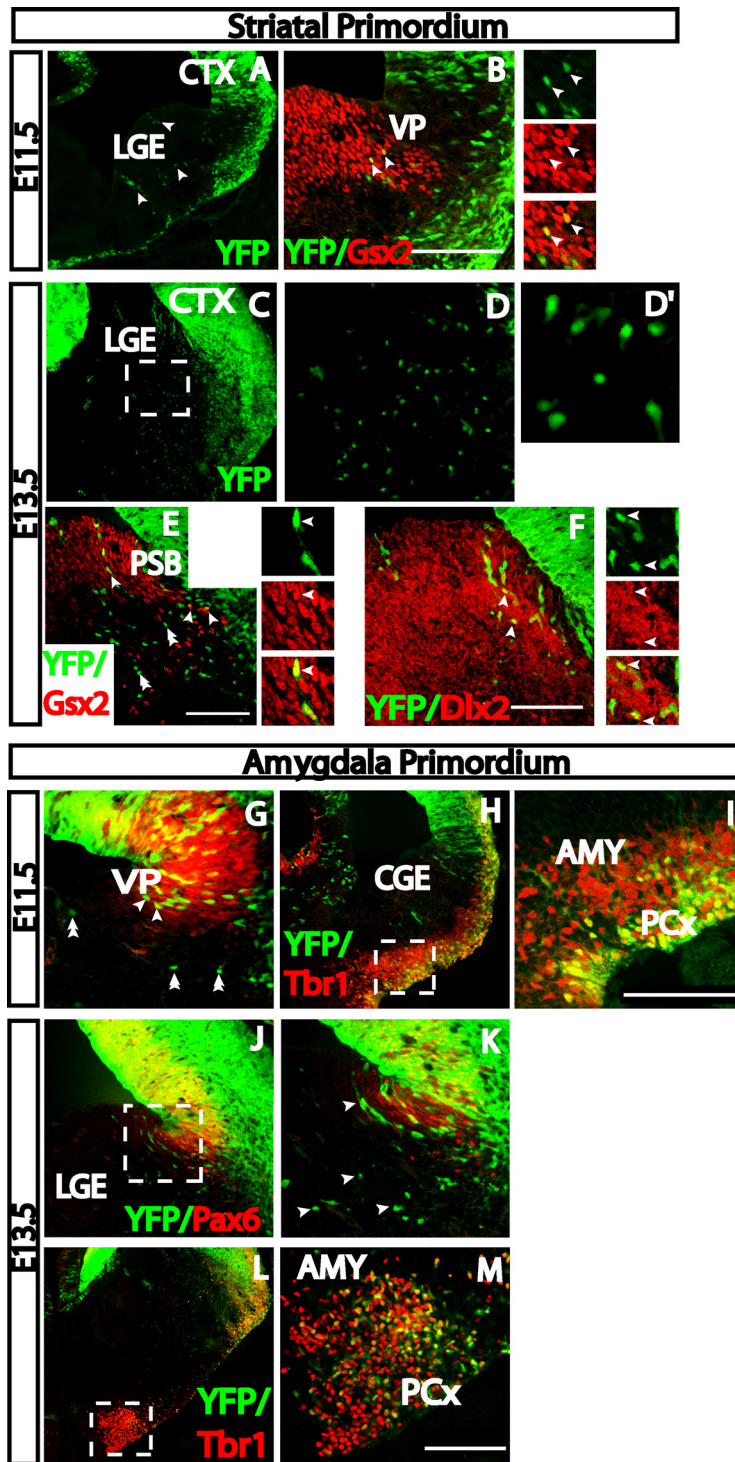 Striatal Primordium
E11.5
CTX A
LGE
YFP
B
VP
YFP/Gsx2
E13.5
CTX C
LGE
YFP
D
D'
E
PSB
YFP/
Gsx2
F
YFP/Dlx2
Amygdala Primordium
E11.5
G
VP
H
CGE
YFP/
Tbr1
I
AMY
PCx
E13.5
J
LGE
YFP/Pax6
K
L
YFP/
Tbr1
AMY M
PCx